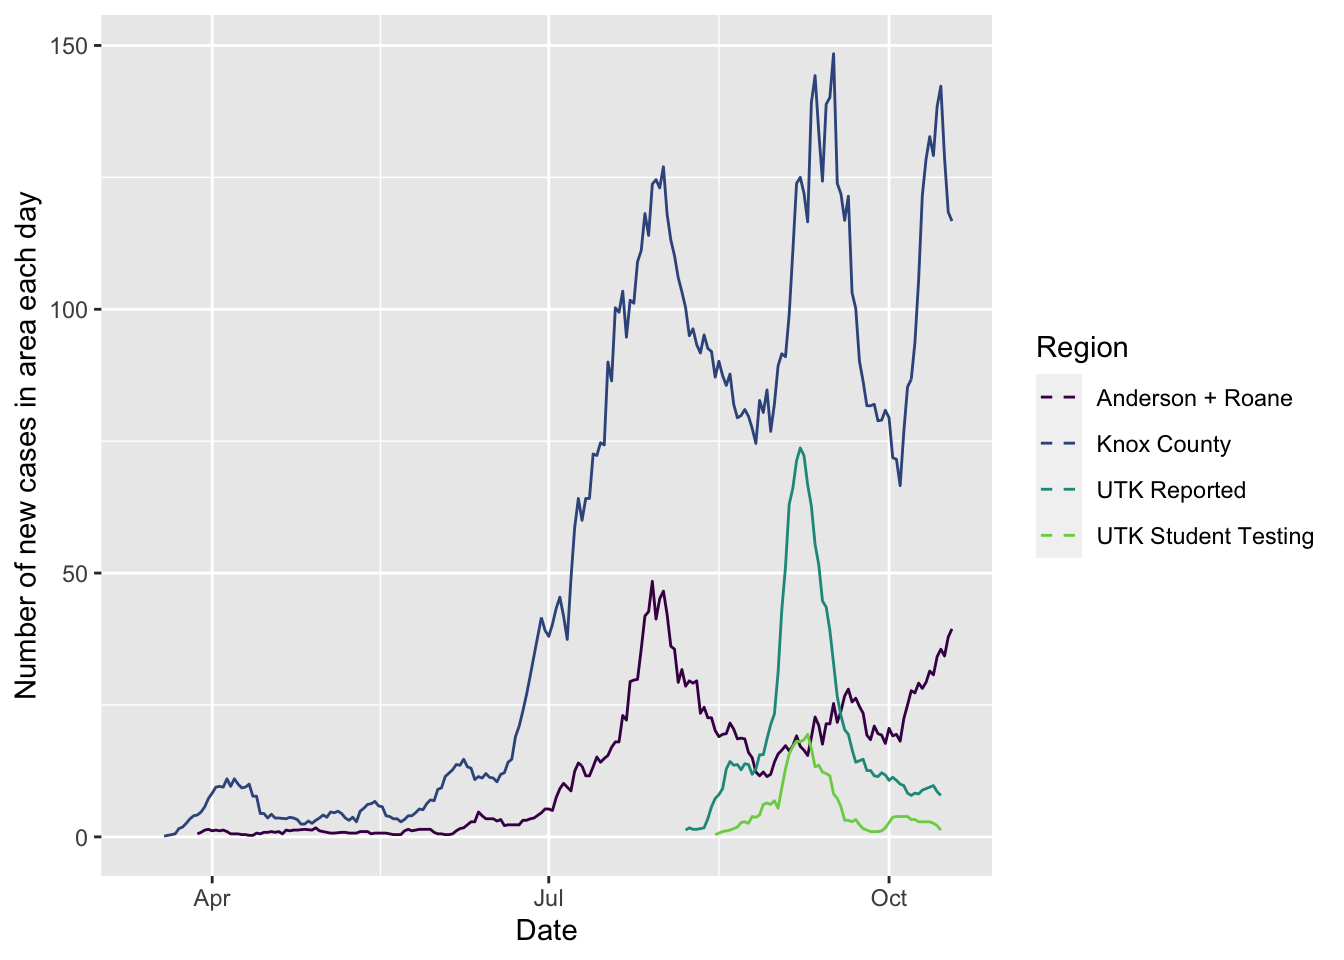 150
100
50
0
Number of new cases in area each day
Apr
Jul
Oct
Date
Region
Anderson + Roane
Knox County
UTK Reported
UTK Student Testing